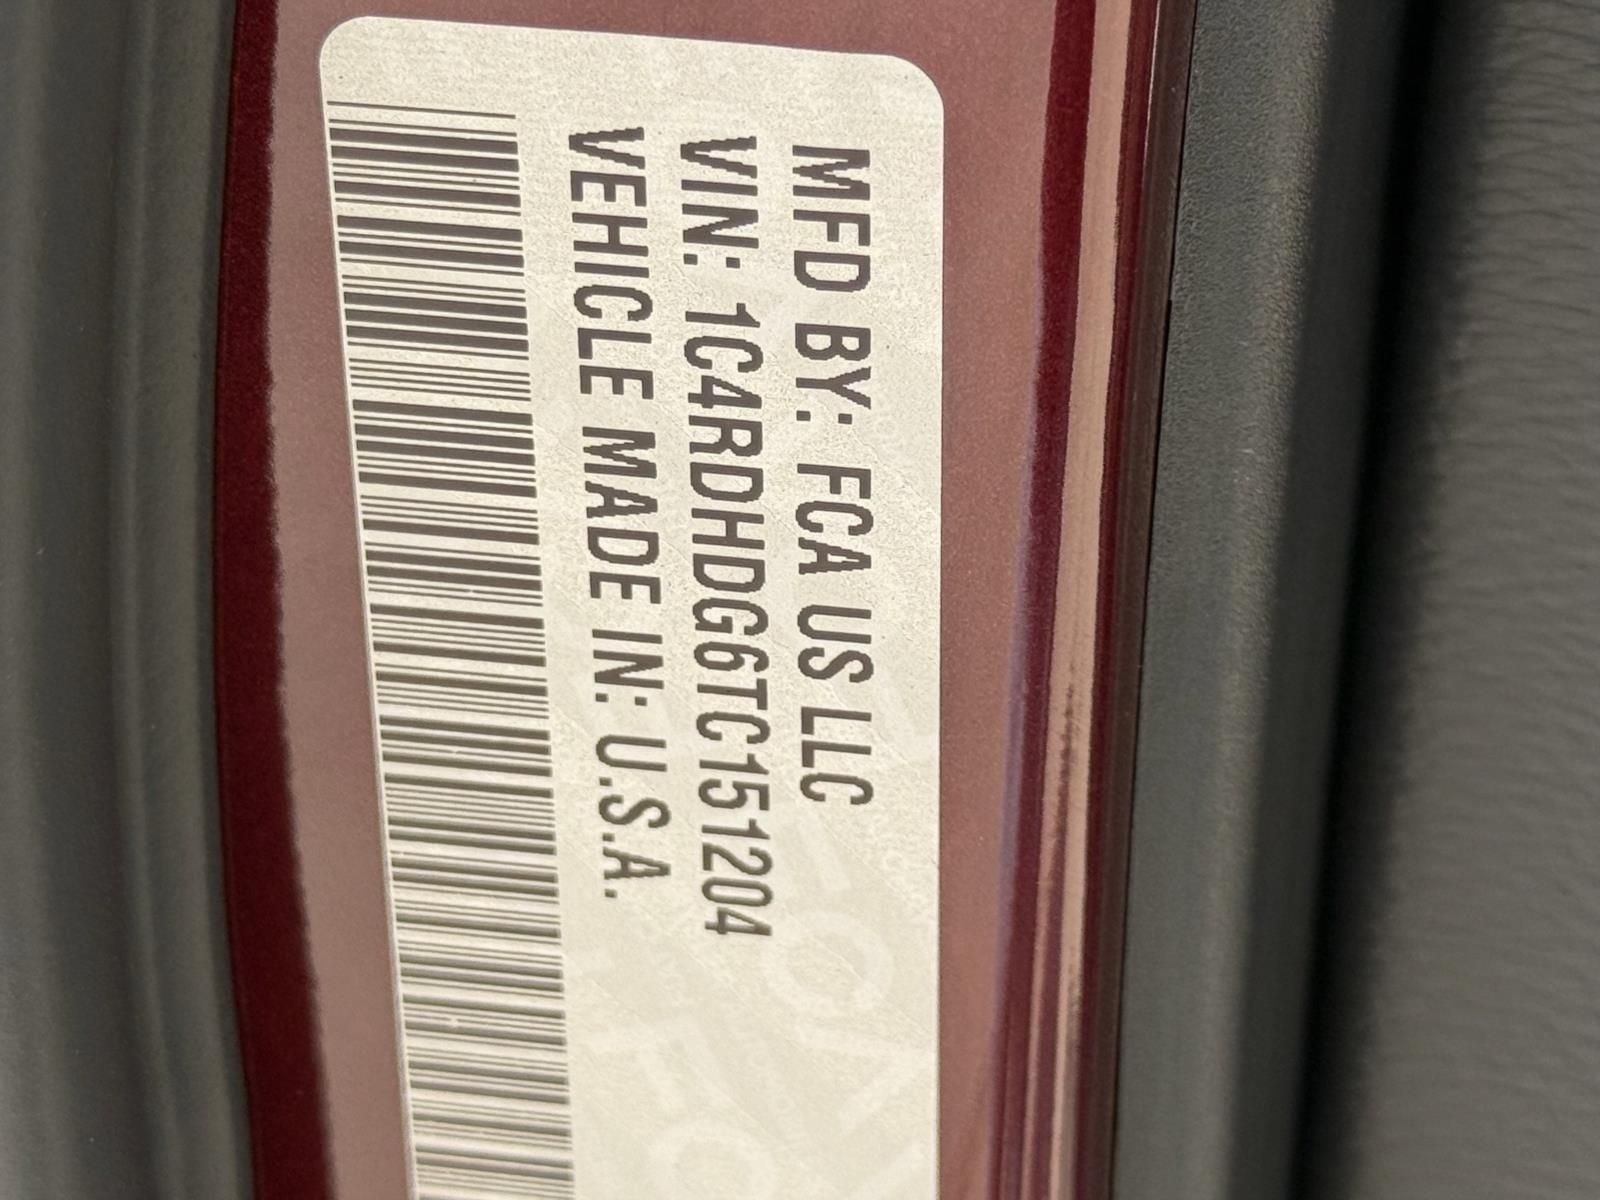 MFD BY: FCA US LLC
VIN: 1C4RDHDG6TC151204
VEHICLE MADE IN: U.S.A.